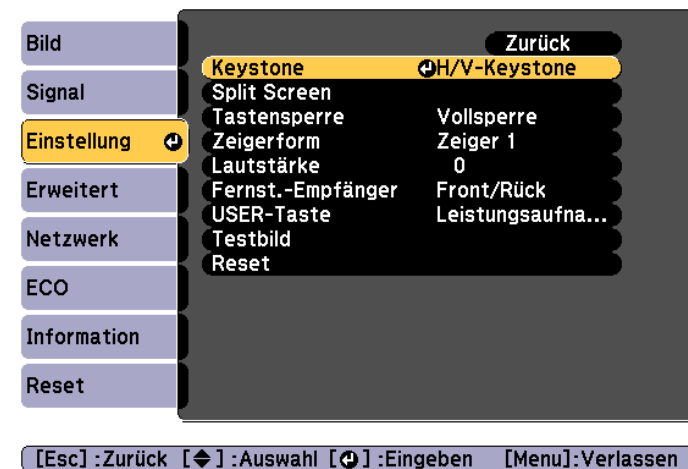 Bild
Signal
Einstellung
Erweitert
Netzwerk
ECO
Information
Reset
Zurück
Keystone H/V-Keystone
Split Screen
Tastensperre Vollsperre
Zeigerform Zeiger 1
Lautstärke 0
Fernst.-Empfänger Front/Rück
USER-Taste Leistungsaufna...
Testbild
Reset
[Esc] :Zurück [◆] :Auswahl [⏎] :Eingeben [Menu]:Verlassen